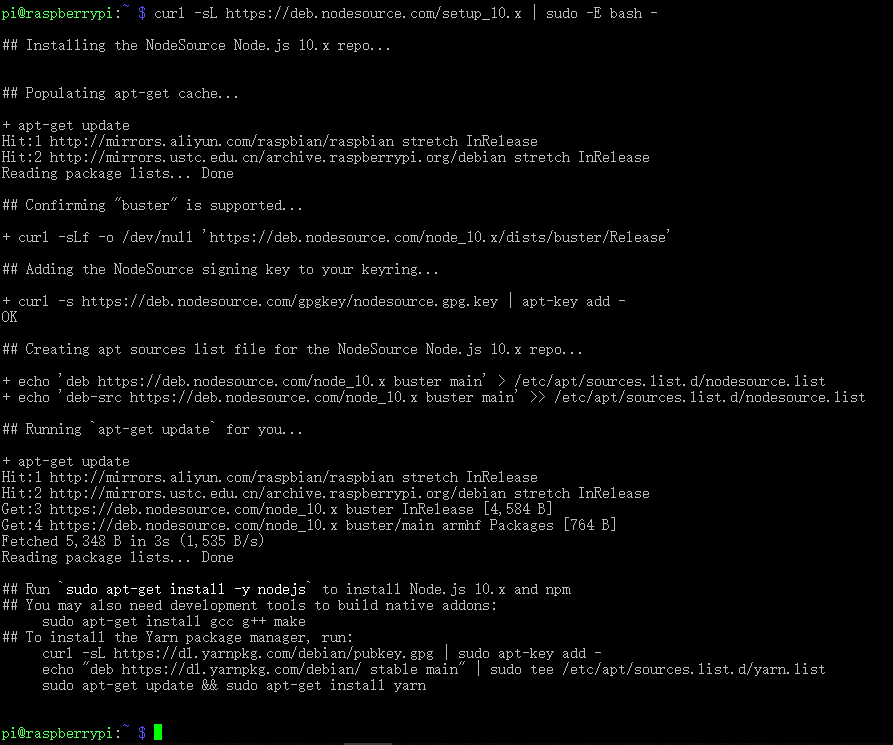 pi@raspberrypi:~ $ curl -sL https://deb.nodesource.com/setup_10.x | sudo -E bash -
## Installing the NodeSource Node.js 10.x repo...
## Populating apt-get cache...
+ apt-get update
Hit:1 http://mirrors.aliyun.com/raspbian/raspbian stretch InRelease
Hit:2 http://mirrors.ustc.edu.cn/archive.raspberrypi.org/debian stretch InRelease
Reading package lists... Done
## Confirming "buster" is supported...
+ curl -sLf -o /dev/null 'https://deb.nodesource.com/node_10.x/dists/buster/Release'
## Adding the NodeSource signing key to your keyring...
+ curl -s https://deb.nodesource.com/gpgkey/nodesource.gpg.key | apt-key add -
OK
## Creating apt sources list file for the NodeSource Node.js 10.x repo...
+ echo 'deb https://deb.nodesource.com/node_10.x buster main' > /etc/apt/sources.list.d/nodesource.list
+ echo 'deb-src https://deb.nodesource.com/node_10.x buster main' >> /etc/apt/sources.list.d/nodesource.list
## Running `apt-get update` for you...
+ apt-get update
Hit:1 http://mirrors.aliyun.com/raspbian/raspbian stretch InRelease
Hit:2 http://mirrors.ustc.edu.cn/archive.raspberrypi.org/debian stretch InRelease
Get:3 https://deb.nodesource.com/node_10.x buster InRelease [4,584 B]
Get:4 https://deb.nodesource.com/node_10.x buster/main armhf Packages [764 B]
Fetched 5,348 B in 3s (1,535 B/s)
Reading package lists... Done
## Run `sudo apt-get install -y nodejs` to install Node.js 10.x and npm
## You may also need development tools to build native addons:
     sudo apt-get install gcc g++ make
## To install the Yarn package manager, run:
     curl -sL https://dl.yarnpkg.com/debian/pubkey.gpg | sudo apt-key add -
     echo "deb https://dl.yarnpkg.com/debian/ stable main" | sudo tee /etc/apt/sources.list.d/yarn.list
     sudo apt-get update && sudo apt-get install yarn
pi@raspberrypi:~ $